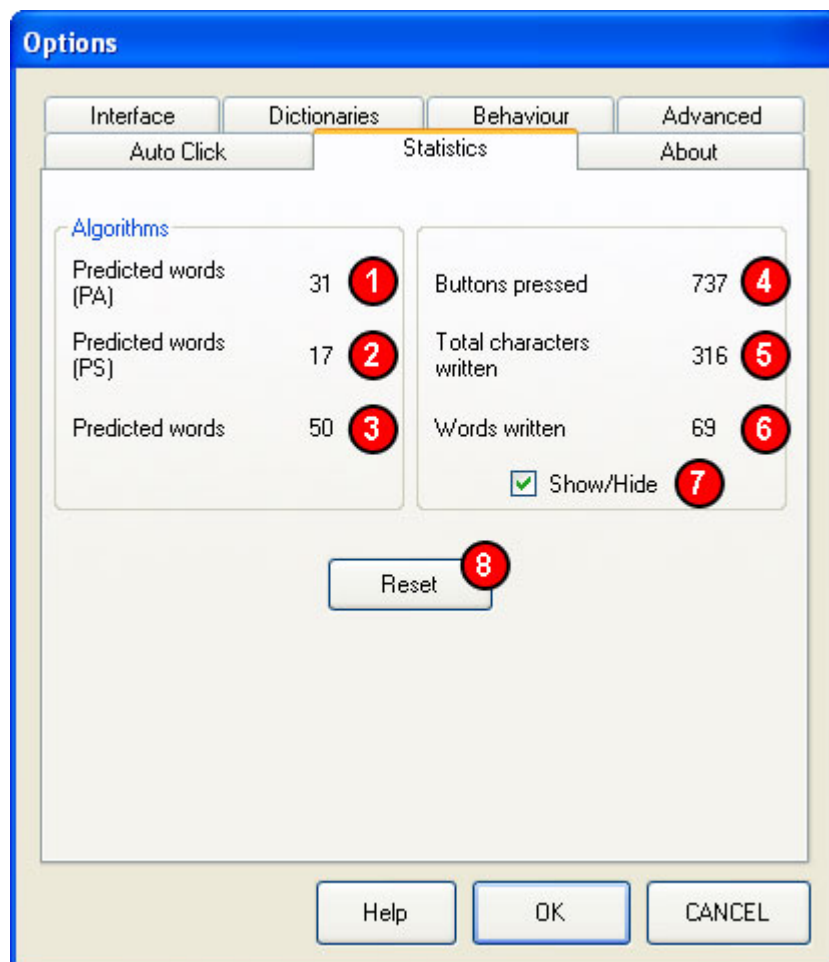 Options
Interface Dictionaries Behaviour Advanced
Auto Click Statistics About
Algorithms
Predicted words
(PA) 31 1
Buttons pressed 737 4
Predicted words
(PS) 17 2
Total characters
written 316 5
Predicted words 50 3
Words written 69 6
Show/Hide 7
Reset 8
Help OK CANCEL